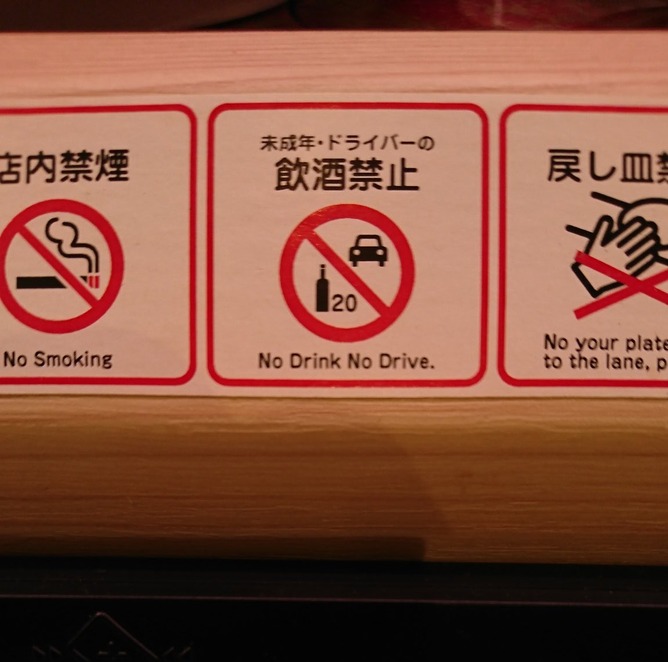 店内禁煙
No Smoking
未成年・ドライバーの
飲酒禁止
20
No Drink No Drive.
戻し皿禁
No your plate
to the lane, p